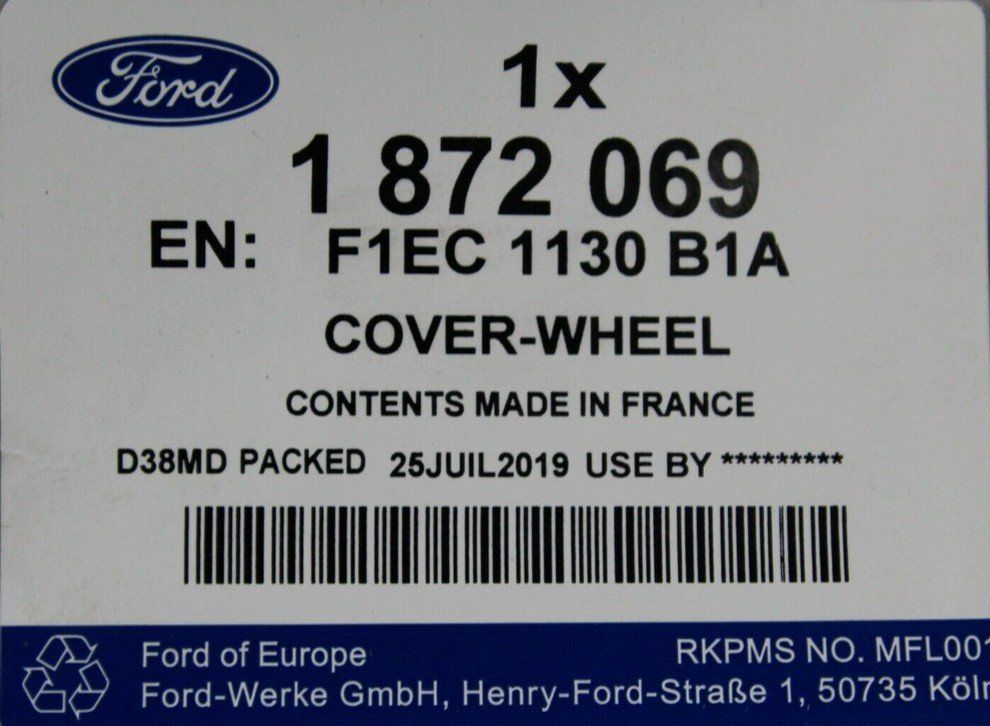 Ford
1x
1 872 069
EN: F1EC 1130 B1A
COVER-WHEEL
CONTENTS MADE IN FRANCE
D38MD PACKED 25JUIL2019 USE BY *********
Ford of Europe
RKPMS NO. MFL001
Ford-Werke GmbH, Henry-Ford-Straße 1, 50735 Köln